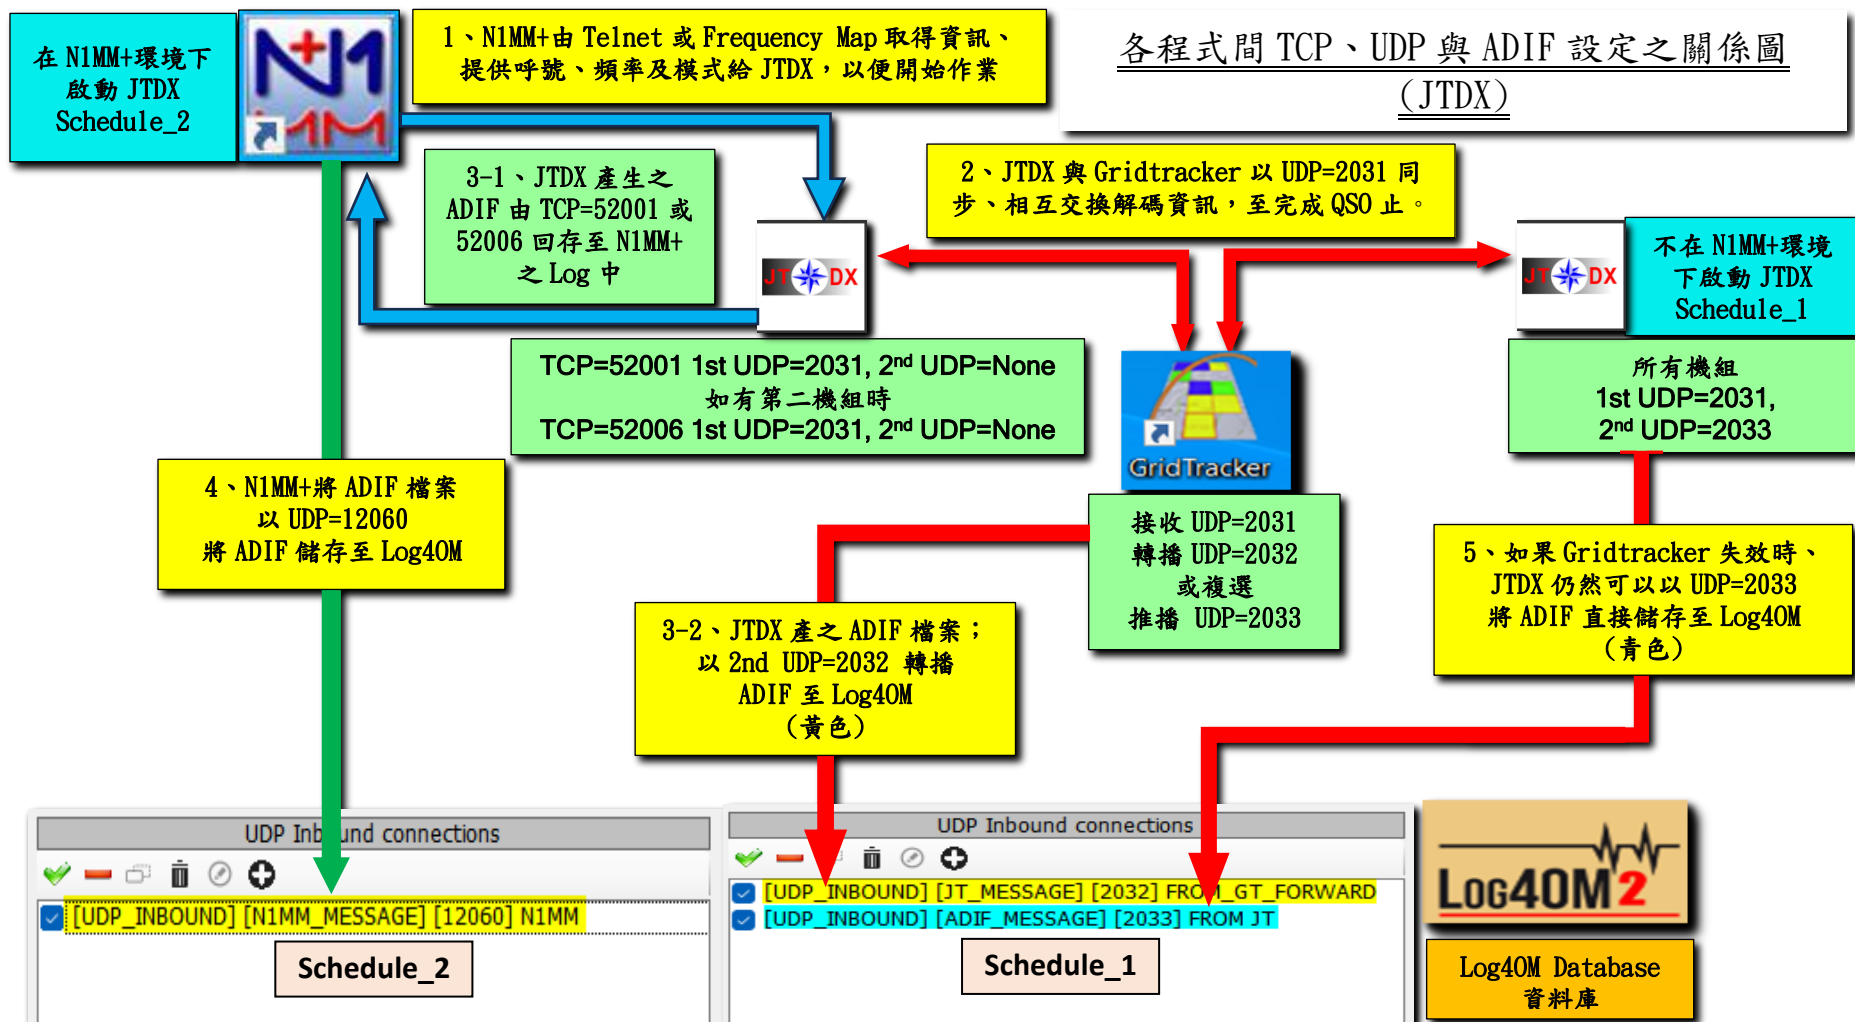 各程式間 TCP、UDP 與 ADIF 設定之關係圖
(JTDX)
在 N1MM+環境下
啟動 JTDX
Schedule_2
N+1
MM
1、N1MM+由 Telnet 或 Frequency Map 取得資訊、
提供呼號、頻率及模式給 JTDX，以便開始作業
3-1、JTDX 產生之
ADIF 由 TCP=52001 或
52006 回存至 N1MM+
之 Log 中
2、JTDX 與 Gridtracker 以 UDP=2031 同
步、相互交換解碼資訊，至完成 QSO 止。
JT DX
JT DX
不在 N1MM+環境
下啟動 JTDX
Schedule_1
TCP=52001 1st UDP=2031, 2nd UDP=None
如有第二機組時
TCP=52006 1st UDP=2031, 2nd UDP=None
GridTracker
所有機組
1st UDP=2031,
2nd UDP=2033
4、N1MM+將 ADIF 檔案
以 UDP=12060
將 ADIF 儲存至 Log4OM
接收 UDP=2031
轉播 UDP=2032
或複選
推播 UDP=2033
5、如果 Gridtracker 失效時、
JTDX 仍然可以以 UDP=2033
將 ADIF 直接儲存至 Log4OM
(青色)
3-2、JTDX 產之 ADIF 檔案；
以 2nd UDP=2032 轉播
ADIF 至 Log4OM
(黃色)
UDP Inbound connections
[UDP_INBOUND] [N1MM_MESSAGE] [12060] N1MM
Schedule_2
UDP Inbound connections
[UDP_INBOUND] [JT_MESSAGE] [2032] FROM_GT_FORWARD
[UDP_INBOUND] [ADIF_MESSAGE] [2033] FROM JT
Schedule_1
LOG4OM2
Log4OM Database
資料庫